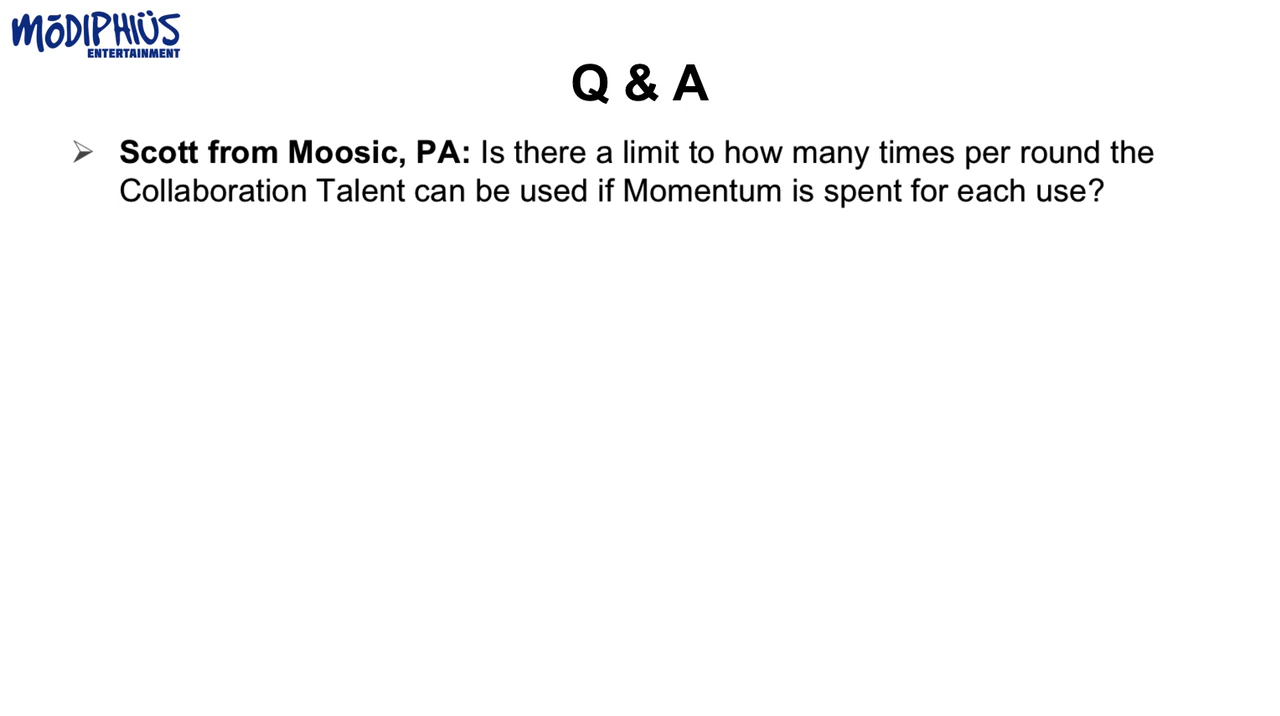 MōDIPHIÜS
ENTERTAINMENT
Q & A
➢ Scott from Moosic, PA: Is there a limit to how many times per round the
Collaboration Talent can be used if Momentum is spent for each use?